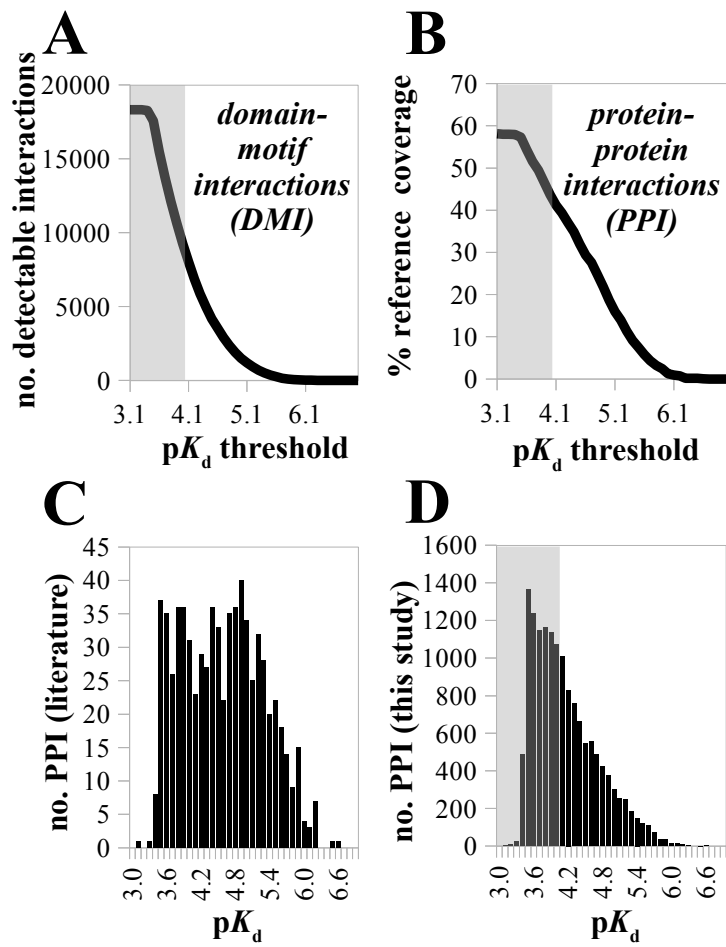 A
no. detectable interactions
20000
15000
10000
5000
0
domain-
motif
interactions
(DMI)
3.1
4.1
5.1
6.1
pKd threshold
B
% reference coverage
70
60
50
40
30
20
10
0
protein-
protein
interactions
(PPI)
3.1
4.1
5.1
6.1
pKd threshold
C
no. PPI (literature)
45
40
35
30
25
20
15
10
5
0
3.0
3.6
4.2
4.8
5.4
6.0
6.6
pKd
D
no. PPI (this study)
1600
1400
1200
1000
800
600
400
200
0
3.0
3.6
4.2
4.8
5.4
6.0
6.6
pKd